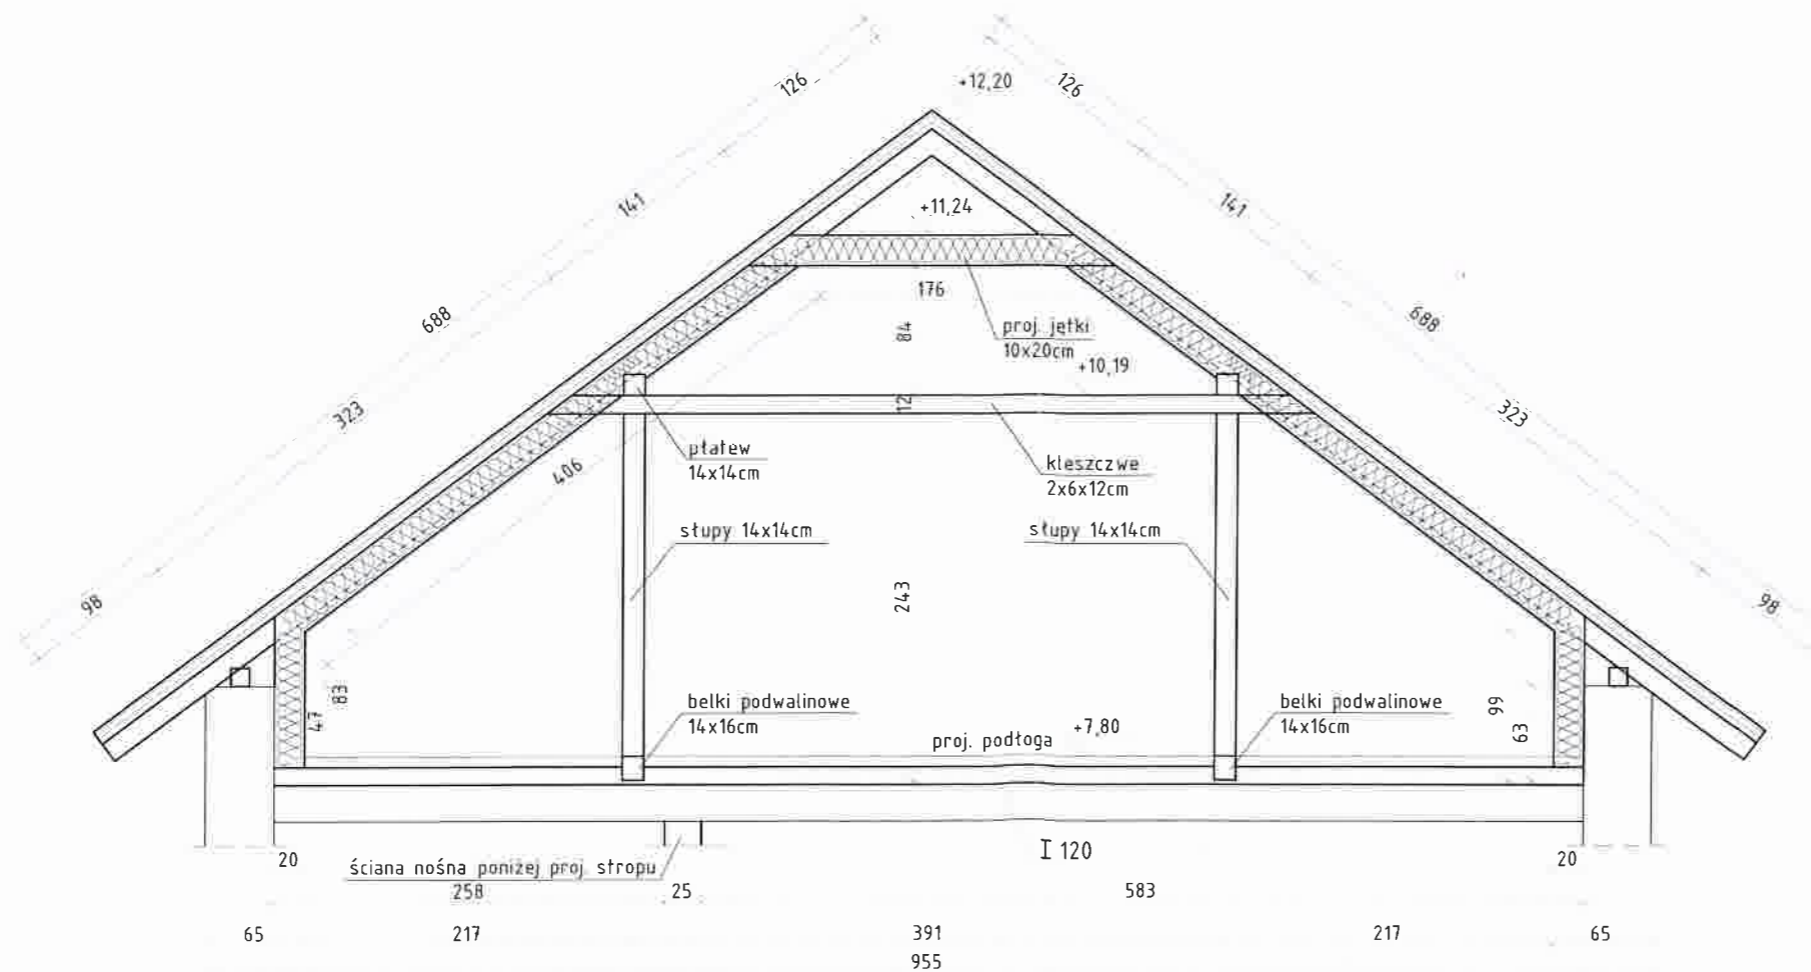 126
+12,20
126
141
+11,24
141
688
176
84
proj. jętki
10x20cm
+10,19
688
323
12
323
płatew
14x14cm
406
kleszczwe
2x6x12cm
słupy 14x14cm
słupy 14x14cm
98
243
98
83
47
belki podwalinowe
14x16cm
belki podwalinowe
14x16cm
99
63
proj. podłoga
+7,80
20
I 120
20
ściana nośna poniżej proj. stropu
258
25
583
65
217
391
217
65
955